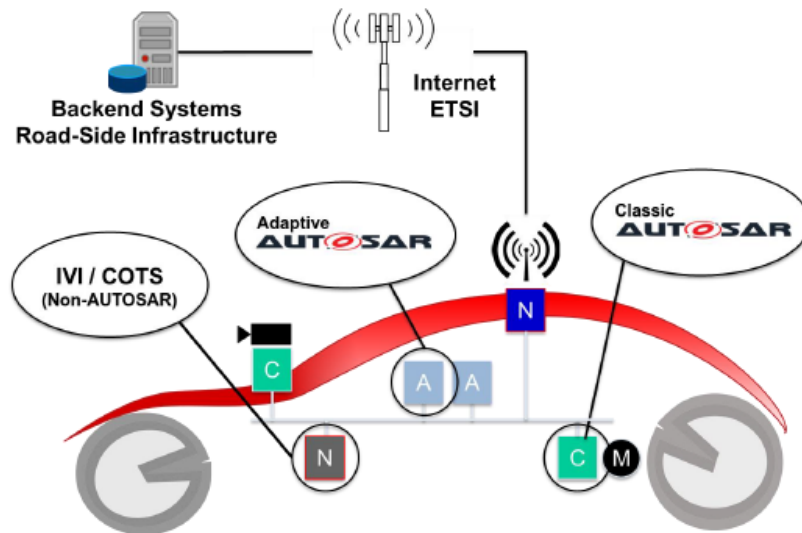 Backend Systems
Road-Side Infrastructure
Internet
ETSI
Adaptive
AUTOSAR
Classic
AUTOSAR
IVI / COTS
(Non-AUTOSAR)
N
C
A
A
N
C
M